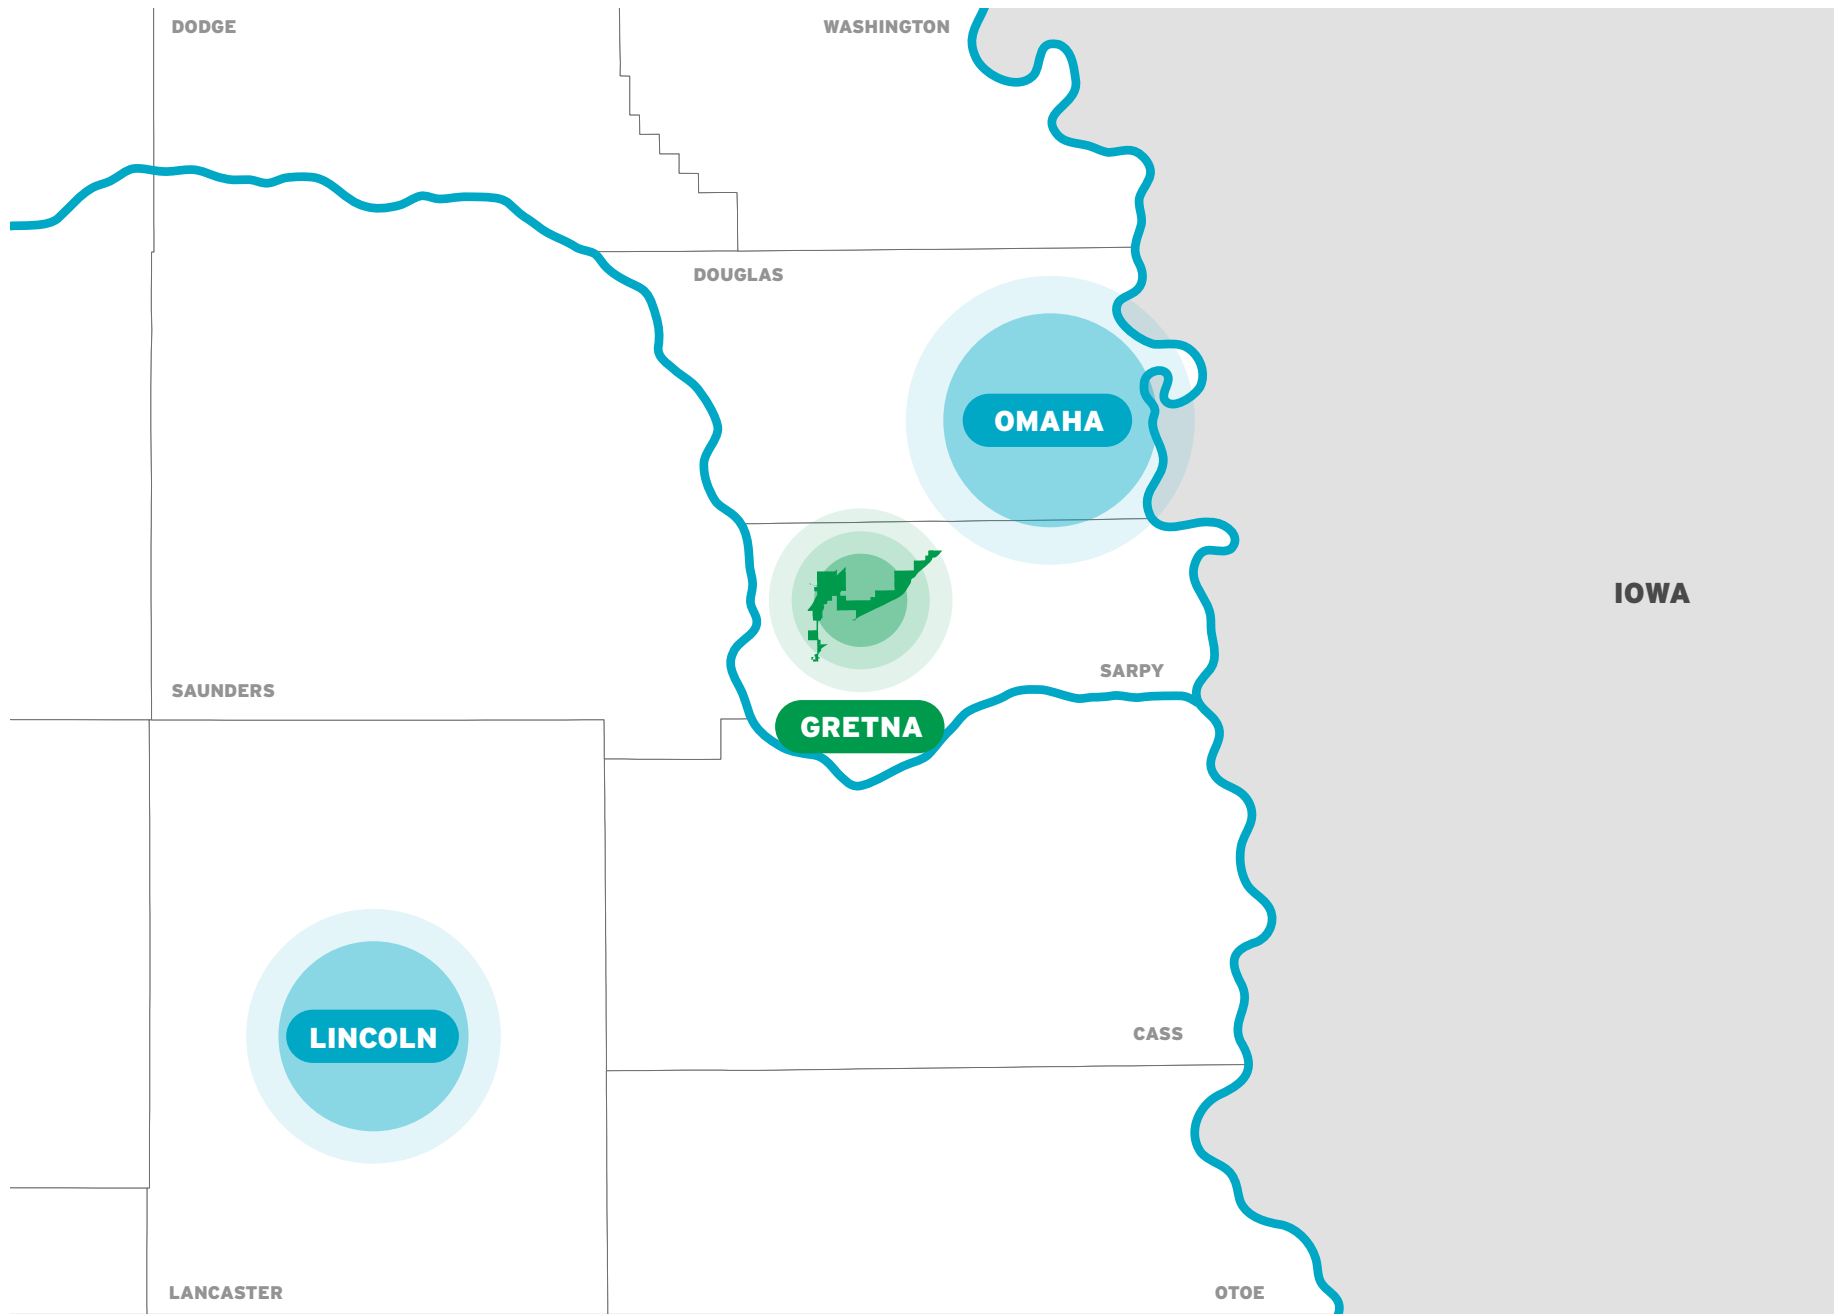 DODGE
WASHINGTON
DOUGLAS
OMAHA
IOWA
SARPY
SAUNDERS
GRETNA
CASS
LINCOLN
LANCASTER
OTOE